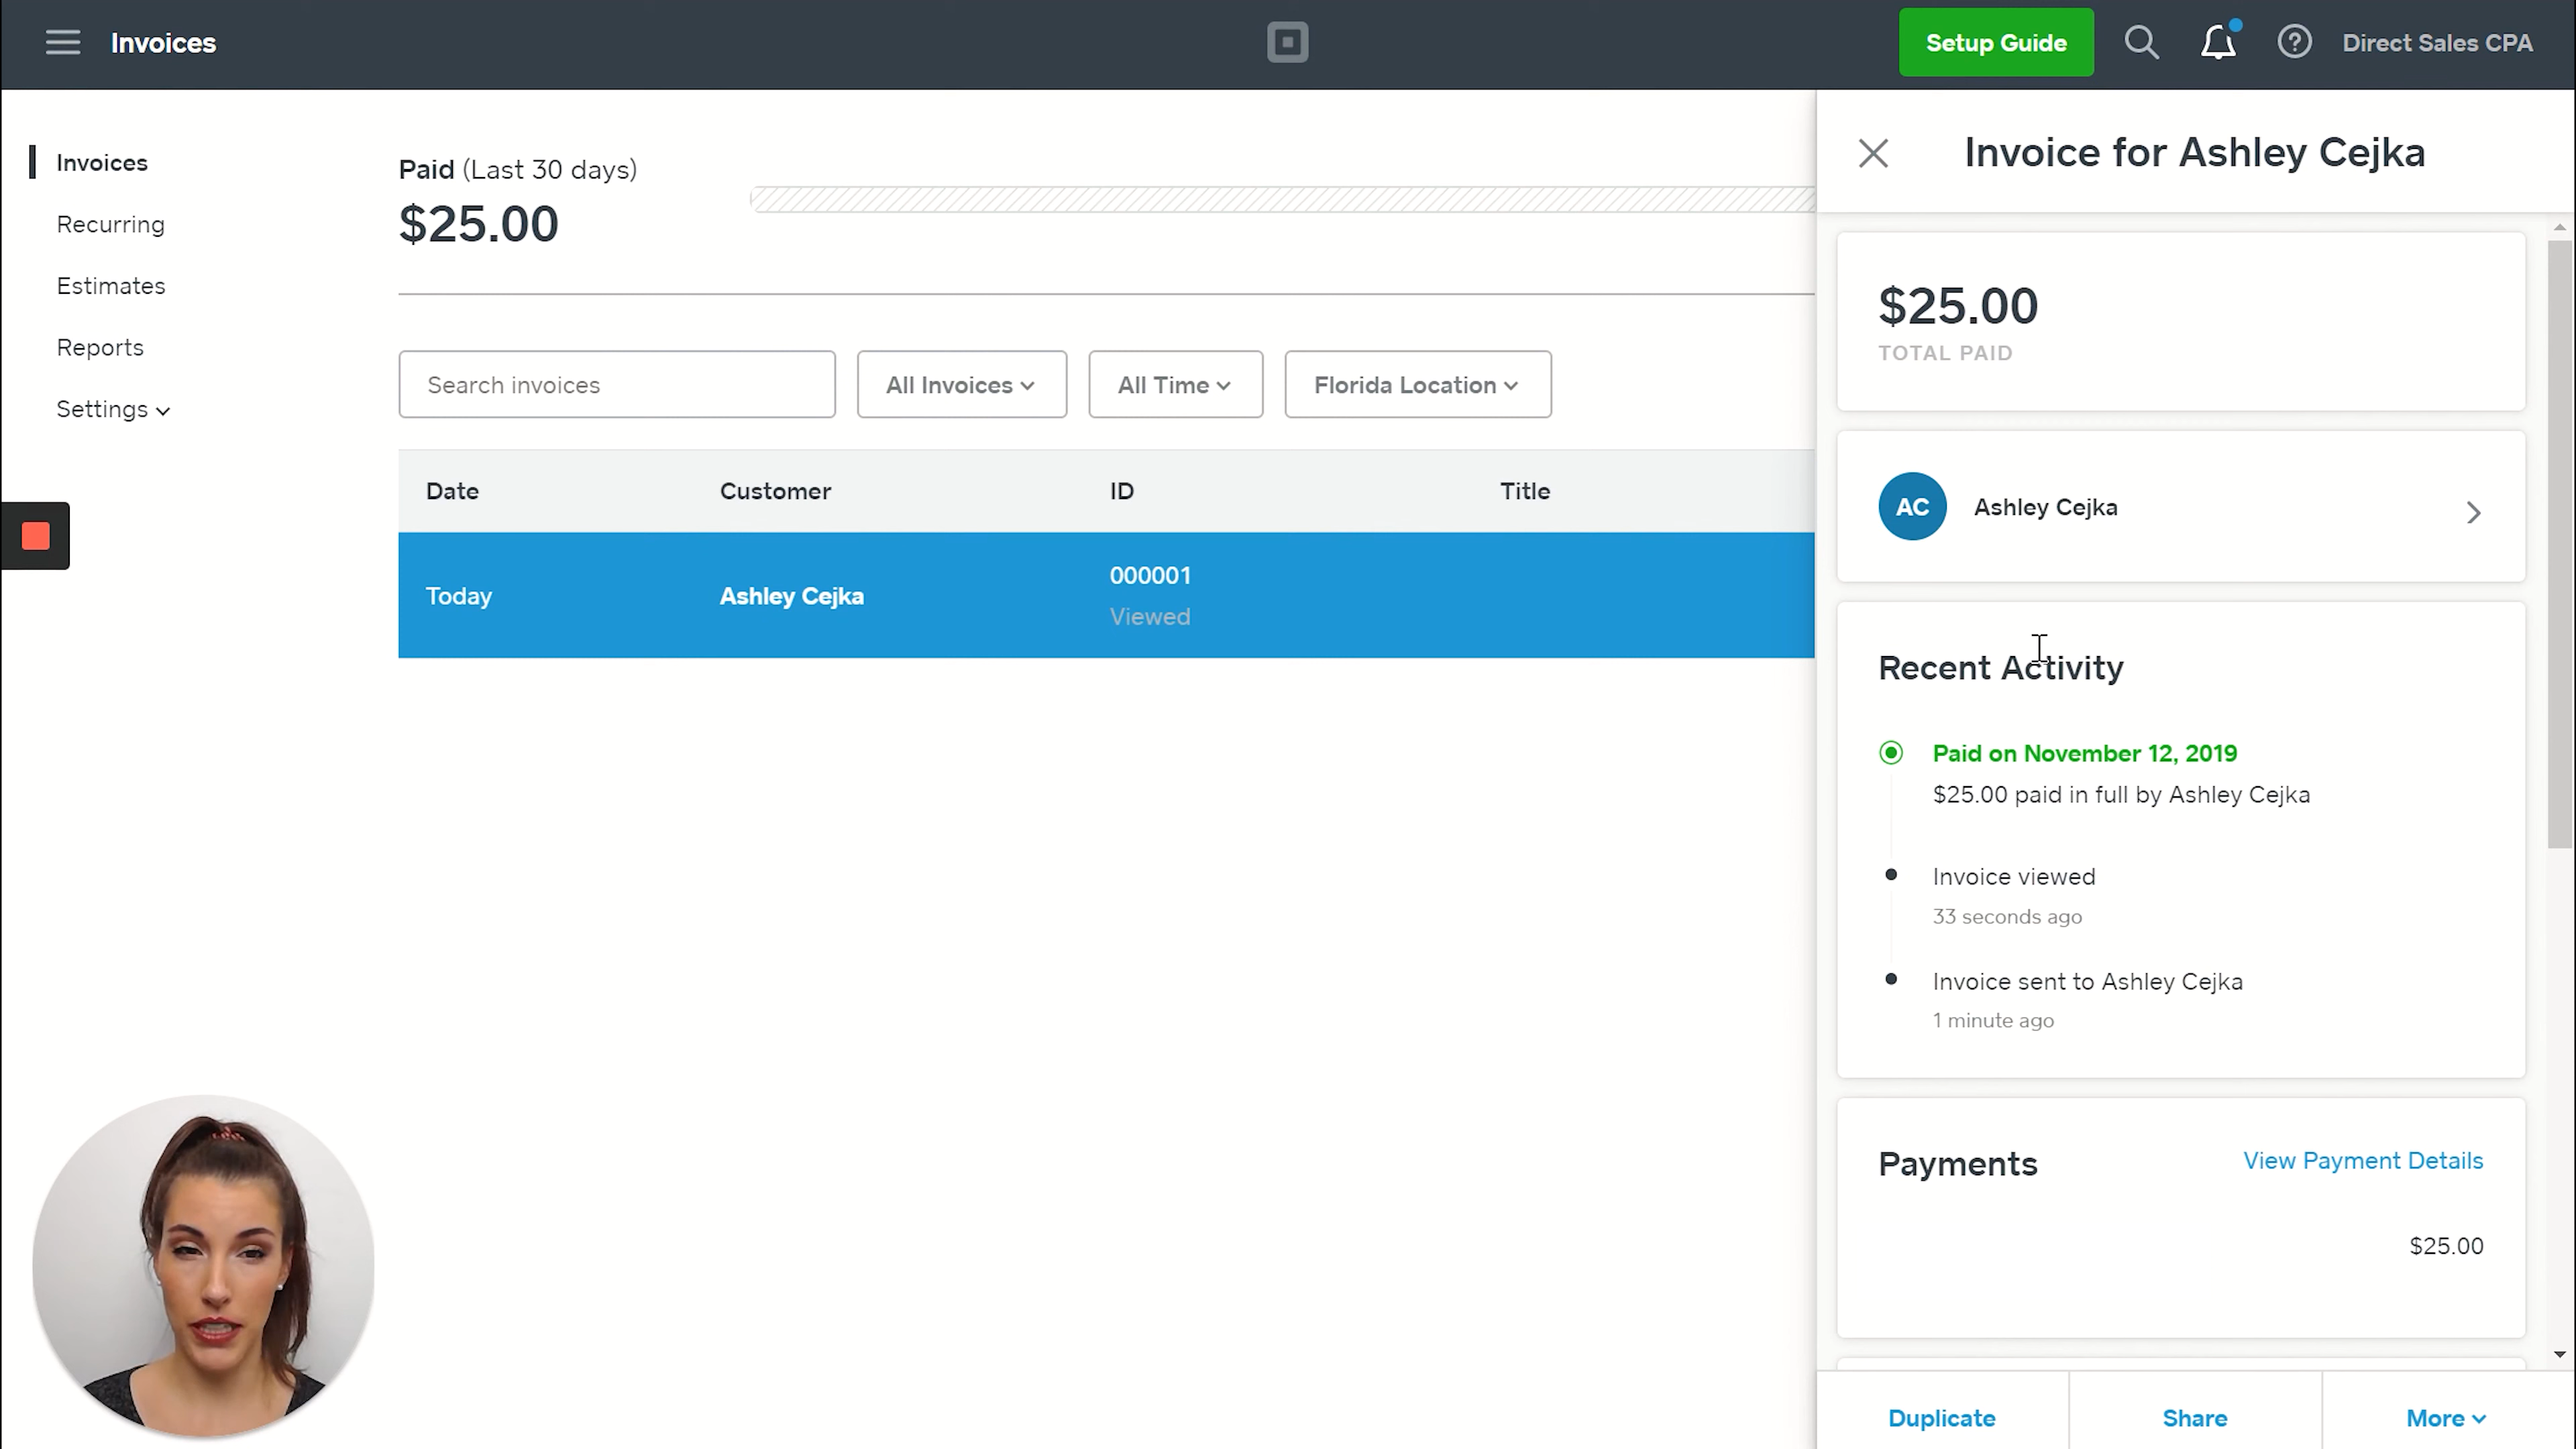 Invoices
Setup Guide
Direct Sales CPA
Invoices
Recurring
Estimates
Reports
Settings
Paid (Last 30 days)
$25.00
Search invoices
All Invoices
All Time
Florida Location
Date Customer ID Title
Today Ashley Cejka 000001
Viewed
Invoice for Ashley Cejka
$25.00
TOTAL PAID
AC Ashley Cejka
Recent Activity
Paid on November 12, 2019
$25.00 paid in full by Ashley Cejka
Invoice viewed
33 seconds ago
Invoice sent to Ashley Cejka
1 minute ago
Payments View Payment Details
$25.00
Duplicate Share More